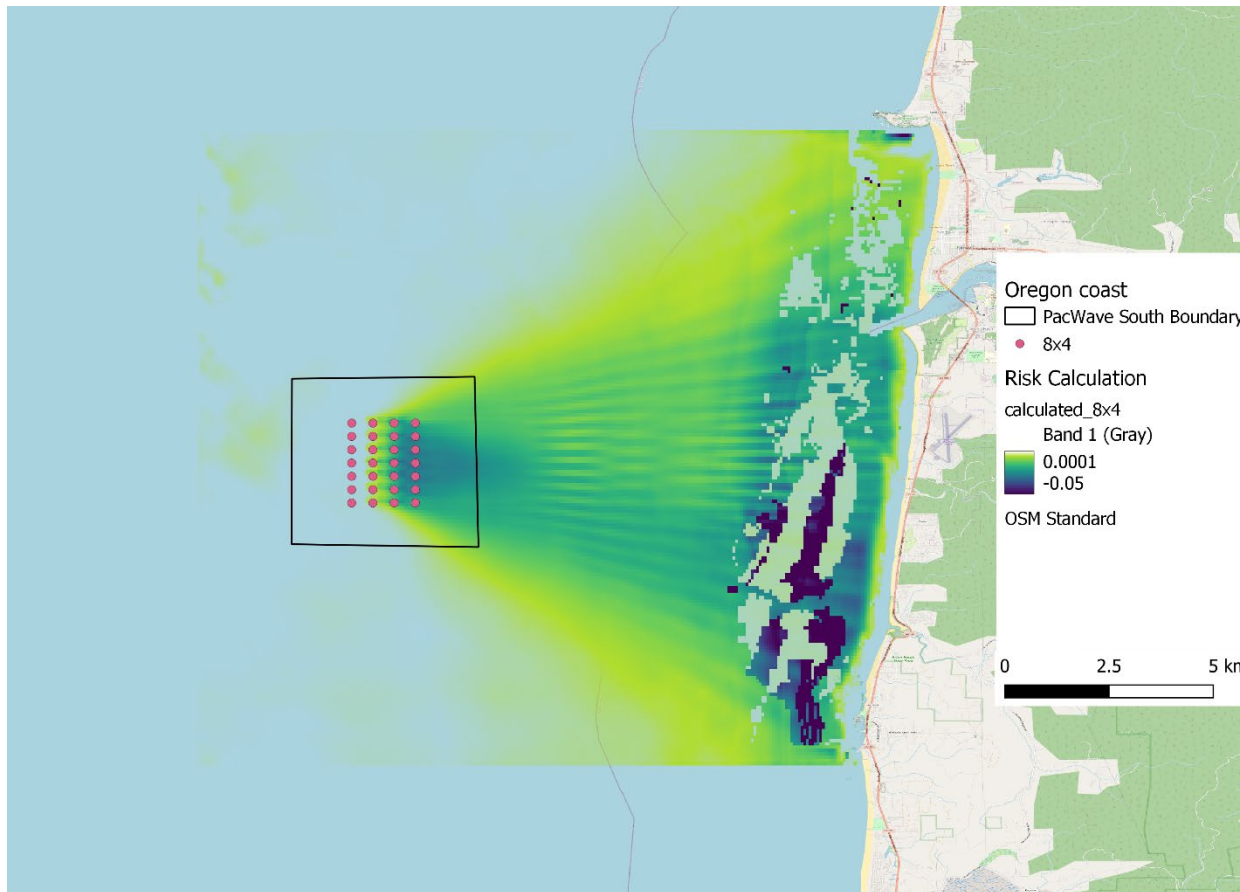 Oregon coast
PacWave South Boundary
8x4
Risk Calculation
calculated_8x4
Band 1 (Gray)
0.0001
-0.05
OSM Standard
0 2.5 5 km